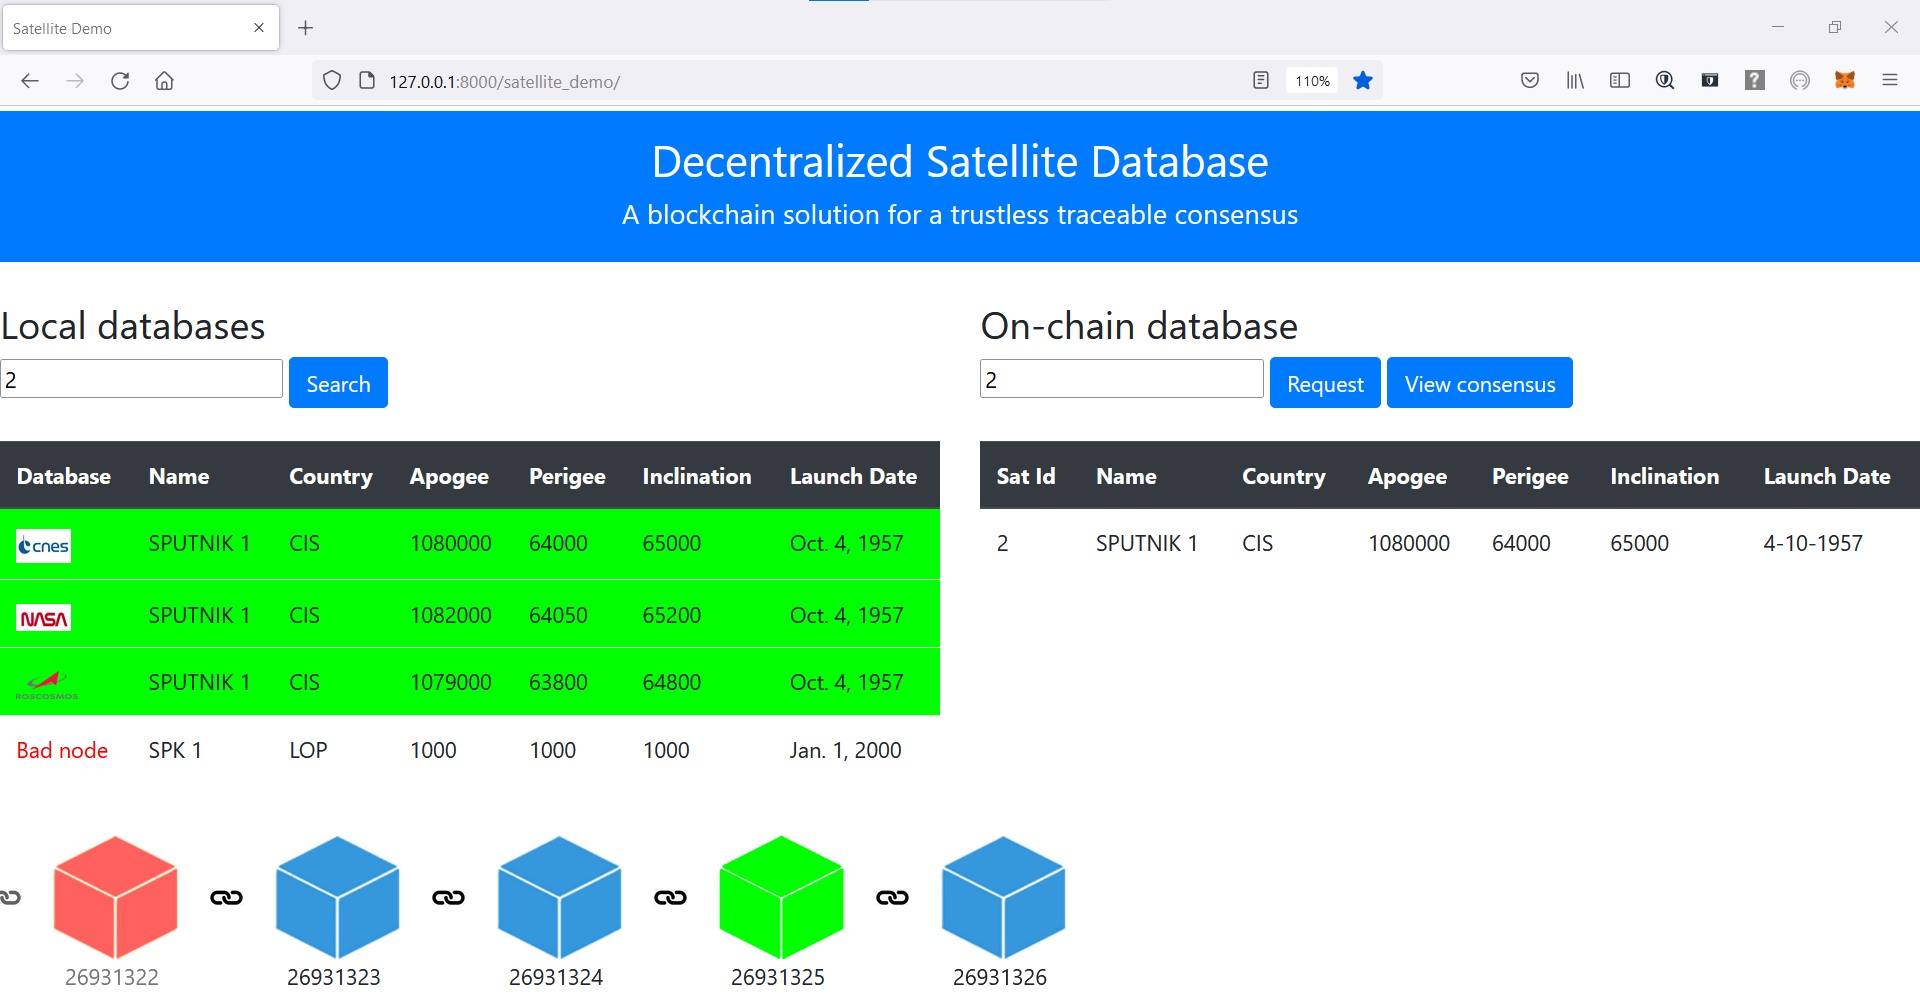 Satellite Demo
127.0.0.1:8000/satellite_demo/
110%
Decentralized Satellite Database
A blockchain solution for a trustless traceable consensus
Local databases
2
Search
Database Name Country Apogee Perigee Inclination Launch Date
cnes SPUTNIK 1 CIS 1080000 64000 65000 Oct. 4, 1957
NASA SPUTNIK 1 CIS 1082000 64050 65200 Oct. 4, 1957
ROSCOSMOS SPUTNIK 1 CIS 1079000 63800 64800 Oct. 4, 1957
Bad node SPK 1 LOP 1000 1000 1000 Jan. 1, 2000
On-chain database
2
Request
View consensus
Sat Id Name Country Apogee Perigee Inclination Launch Date
2 SPUTNIK 1 CIS 1080000 64000 65000 4-10-1957
26931322 26931323 26931324 26931325 26931326